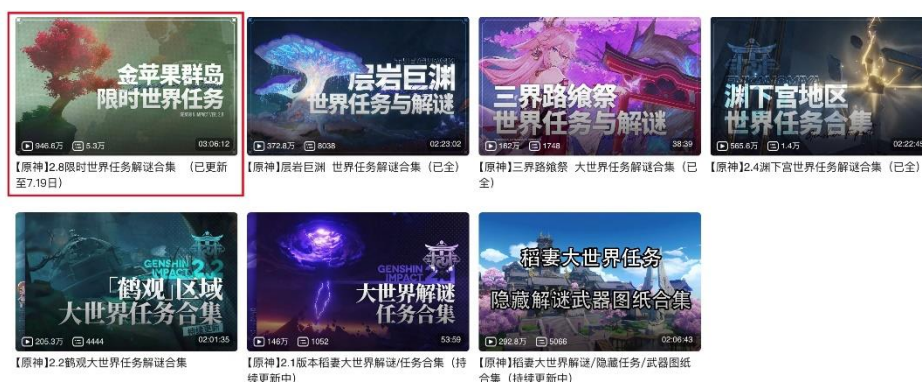 金苹果群岛
限时世界任务
946.6万 5.3万 03:06:12
【原神】2.8限时世界任务解谜合集 (已更新
至7.19日)
层岩巨渊
世界任务与解谜
372.8万 8038 02:23:02
【原神】层岩巨渊 世界任务解谜合集 (已全)
三界路飨祭
世界任务与解谜
162万 1748 38:39
【原神】三界路飨祭 大世界任务解谜合集 (已
全)
渊下宫地区
世界任务合集
565.6万 1.4万 02:22:45
【原神】2.4渊下宫世界任务解谜合集 (已全)
GENSHIN
IMPACT 2.2
「鹤观」区域
大世界任务合集
持续更新
205.3万 4444 02:01:35
【原神】2.2鹤观大世界任务解谜合集
GENSHIN
IMPACT
大世界解谜
任务合集
146万 1052 53:59
【原神】2.1版本稻妻大世界解谜/任务合集 (持
续更新中)
稻妻大世界任务
隐藏解谜武器图纸合集
292.8万 5066 02:06:43
【原神】稻妻大世界解谜/隐藏任务/武器图纸
合集 (持续更新中)